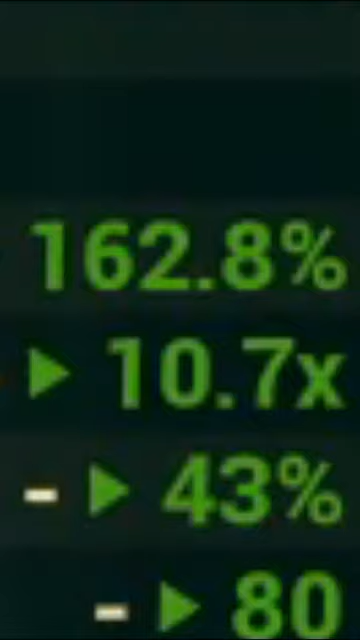 162.8%
▶ 10.7x
- ▶ 43%
- ▶ 80